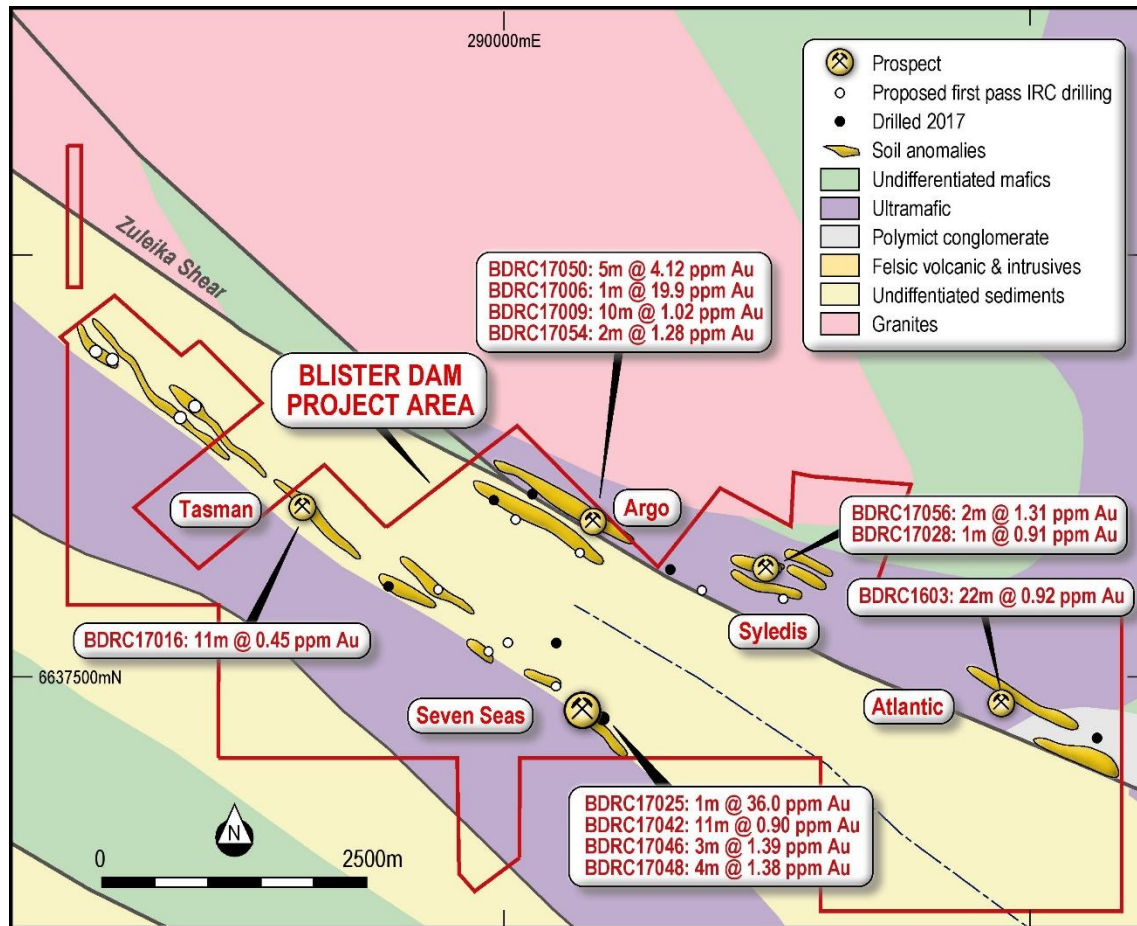 290000mE
Prospect
Proposed first pass IRC drilling
Drilled 2017
Soil anomalies
Undifferentiated mafics
Ultramafic
Polymict conglomerate
Felsic volcanic & intrusives
Undiffentiated sediments
Granites
Zuleika Shear
BDRC17050: 5m @ 4.12 ppm Au
BDRC17006: 1m @ 19.9 ppm Au
BDRC17009: 10m @ 1.02 ppm Au
BDRC17054: 2m @ 1.28 ppm Au
BLISTER DAM
PROJECT AREA
Tasman
Argo
BDRC17056: 2m @ 1.31 ppm Au
BDRC17028: 1m @ 0.91 ppm Au
BDRC1603: 22m @ 0.92 ppm Au
BDRC17016: 11m @ 0.45 ppm Au
Syledis
6637500mN
Seven Seas
Atlantic
BDRC17025: 1m @ 36.0 ppm Au
BDRC17042: 11m @ 0.90 ppm Au
BDRC17046: 3m @ 1.39 ppm Au
BDRC17048: 4m @ 1.38 ppm Au
N
0 2500m